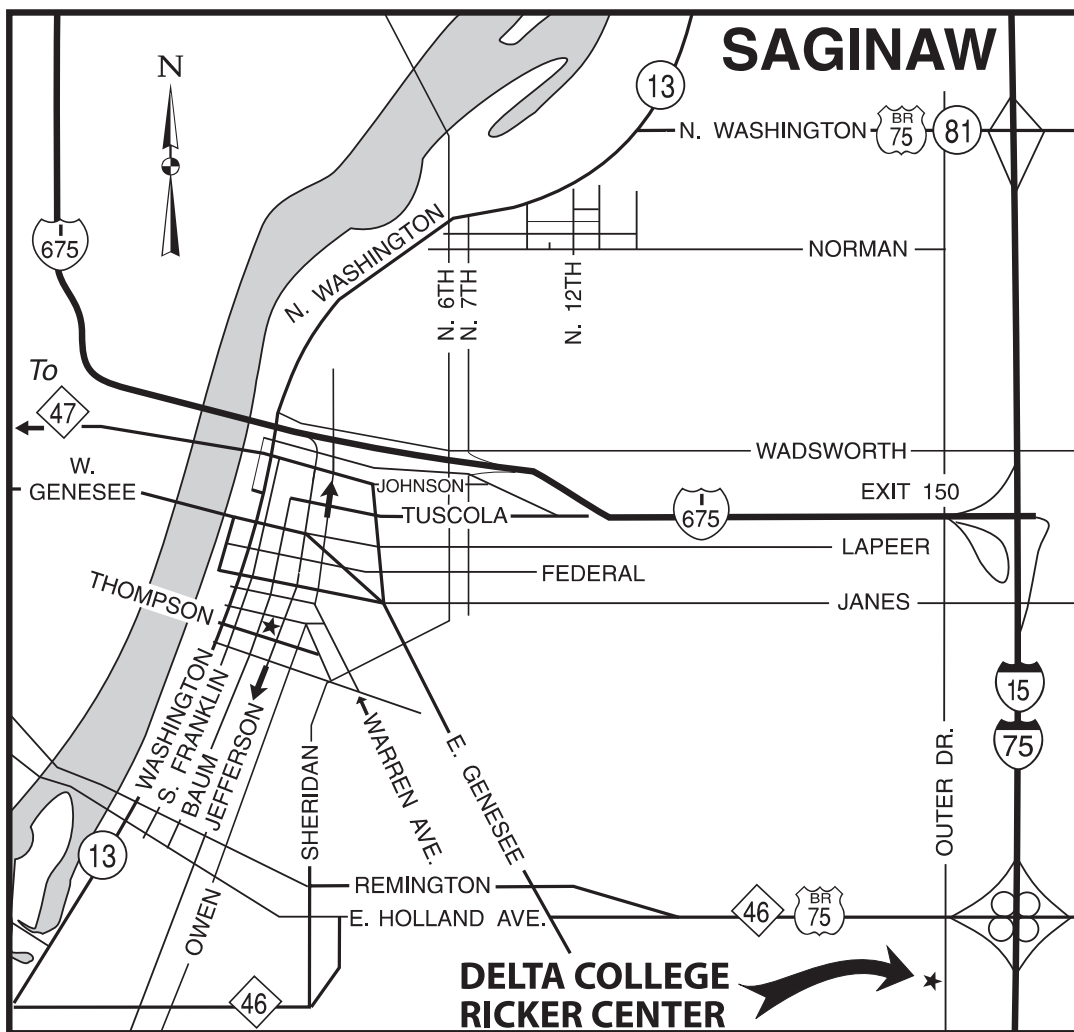 SAGINAW
N
13
N. WASHINGTON
BR
75
81
I
675
N. WASHINGTON
NORMAN
N. 6TH
N. 7TH
N. 12TH
To
47
WADSWORTH
W.
GENESEE
JOHNSON
EXIT 150
TUSCOLA
I
675
LAPEER
FEDERAL
THOMPSON
JANES
15
75
WASHINGTON
S. FRANKLIN
BAUM
JEFFERSON
SHERIDAN
WARREN AVE.
E. GENESEE
OUTER DR.
13
REMINGTON
OWEN
E. HOLLAND AVE.
46
BR
75
DELTA COLLEGE
RICKER CENTER
46